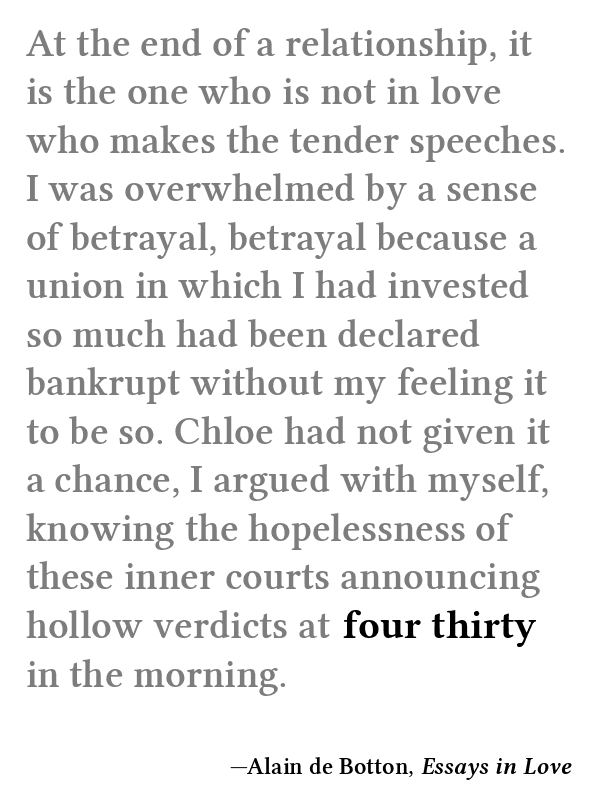 At the end of a relationship, it
is the one who is not in love
who makes the tender speeches.
I was overwhelmed by a sense
of betrayal, betrayal because a
union in which I had invested
so much had been declared
bankrupt without my feeling it
to be so. Chloe had not given it
a chance, I argued with myself,
knowing the hopelessness of
these inner courts announcing
hollow verdicts at four thirty
in the morning.
—Alain de Botton, Essays in Love